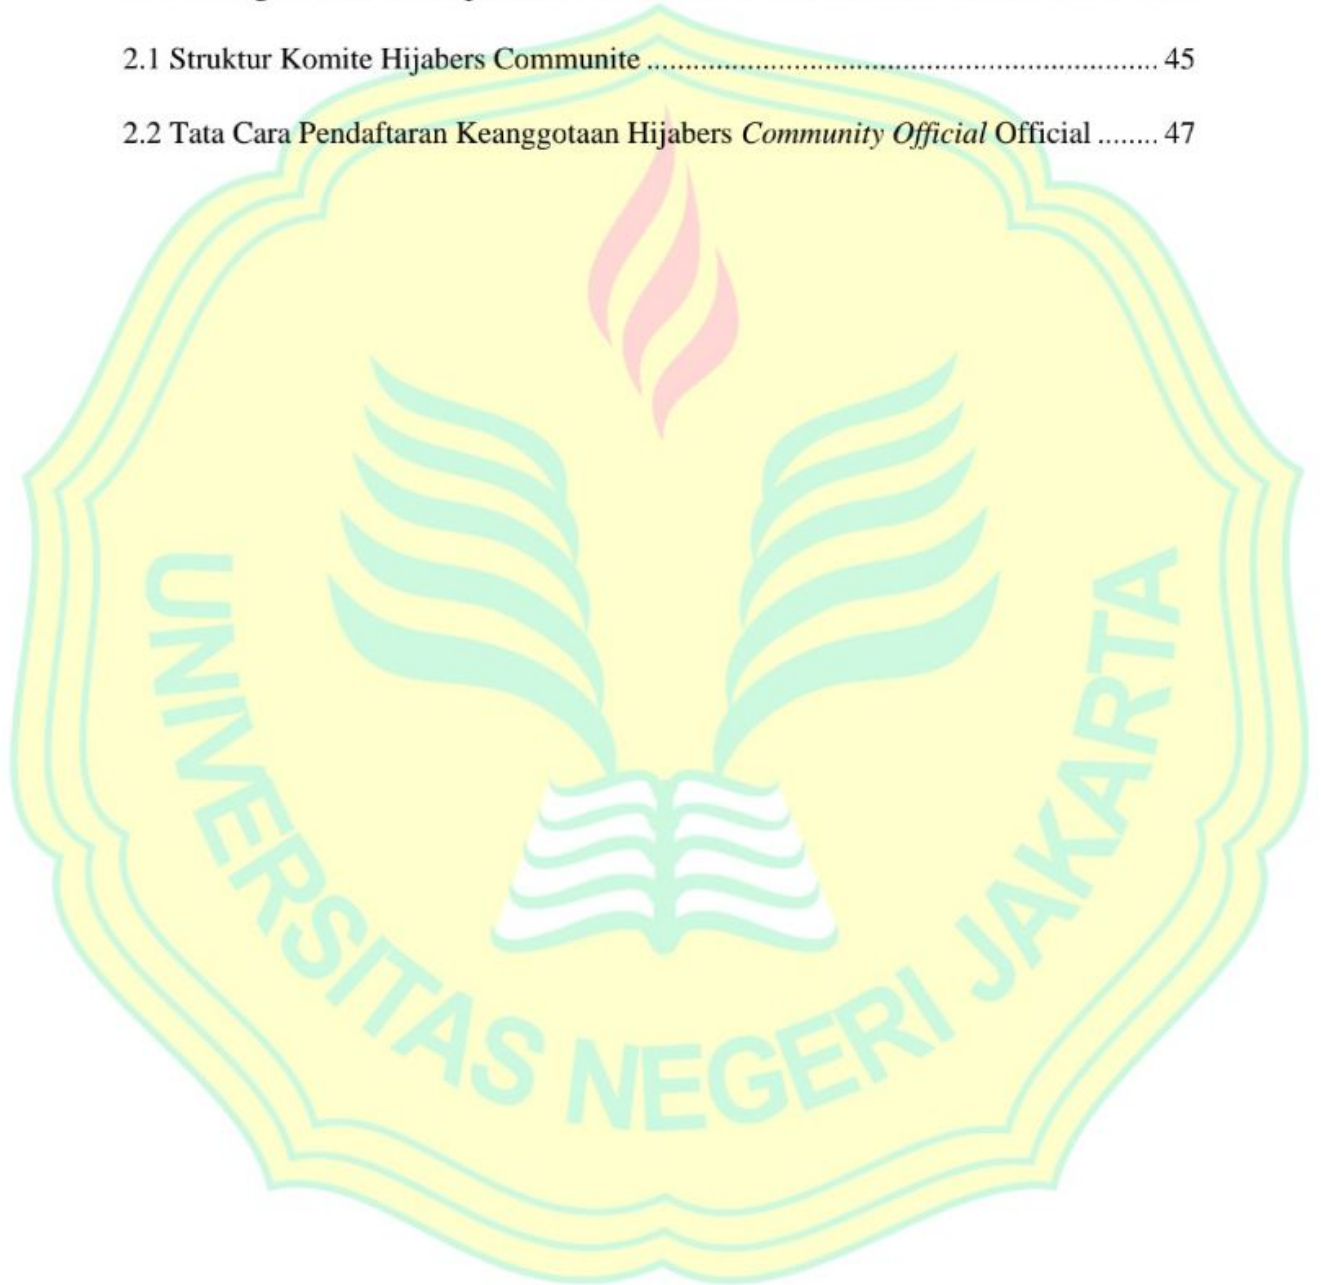 2.1 Struktur Komite Hijabers Communite ........................................................................ 45
2.2 Tata Cara Pendaftaran Keanggotaan Hijabers Community Official Official ........ 47
UNIVERSITAS NEGERI JAKARTA